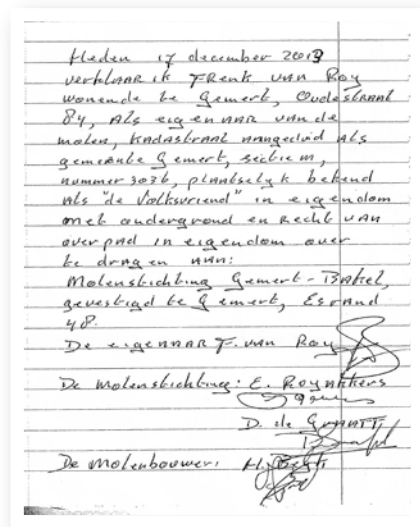 Heden 17 december 2013
verklaar ik Frenk van Roy
wonende te Gemert, Oudestraat
84, Als eigenaar van de
molen, kadastraal aangeduid als
gemeente Gemert, sectie M,
nummer 3036, plaatselyk bekend
als "de Volksvriend" in eigendom
met ondergrond en Recht van
overpad in eigendom over
te dragen aan:
Molenstichting Gemert-Bakel,
gevestigd te Gemert, Esrand
48.
De eigenaar F. van Roy
De molenstichting: E. Roynhkers
D. de Graaff
De Molenbouwer: H. Beijk